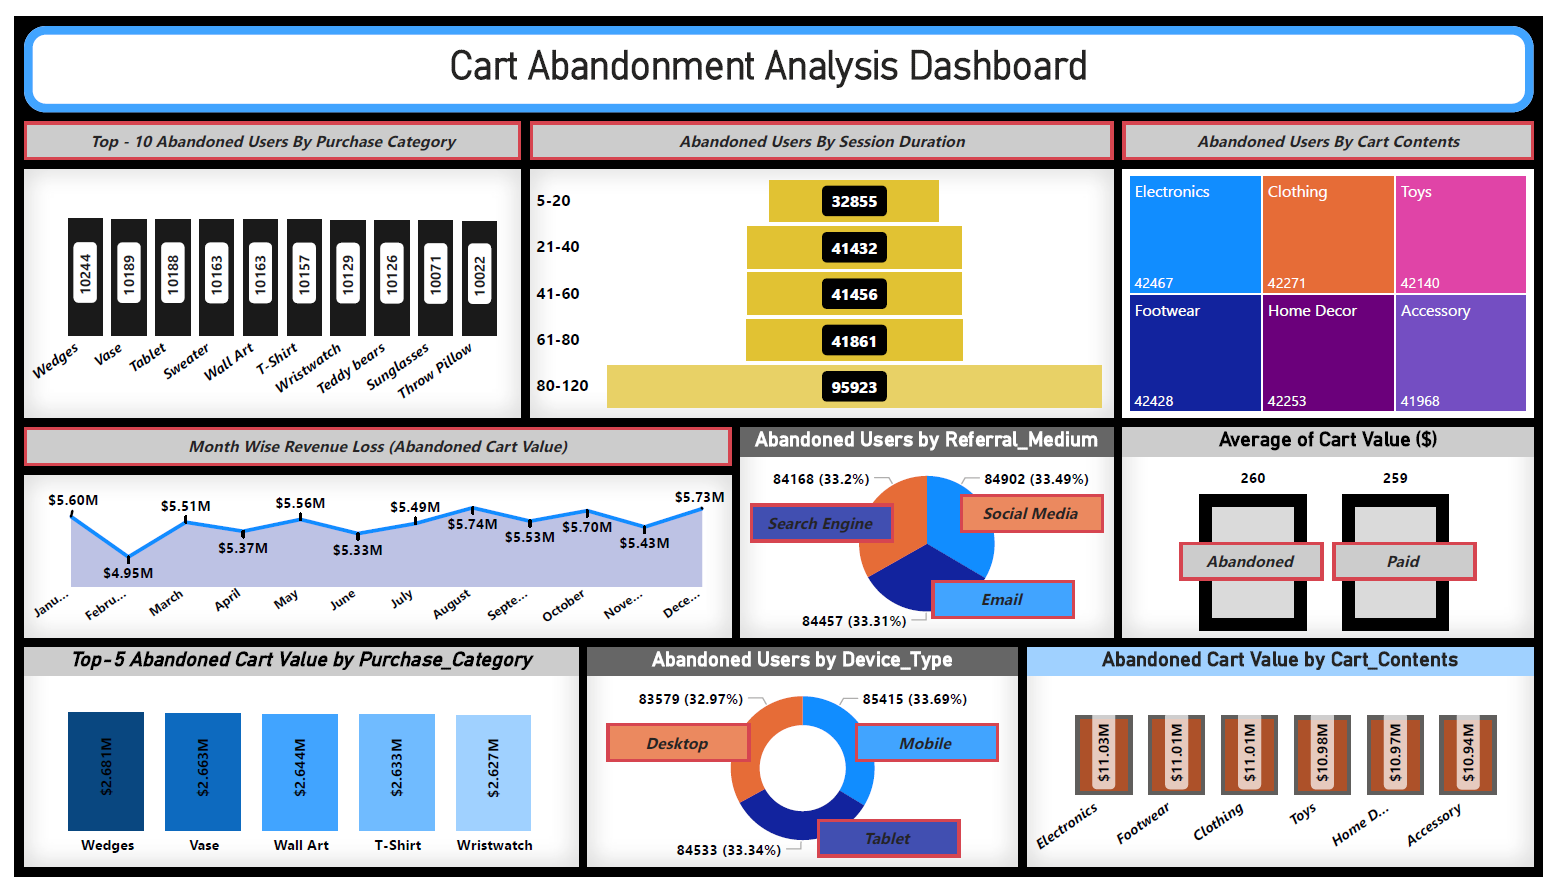 Cart Abandonment Analysis Dashboard
Top - 10 Abandoned Users By Purchase Category
10244
10189
10188
10163
10163
10157
10129
10126
10071
10022
Wedges
Vase
Tablet
Sweater
Wall Art
T-Shirt
Wristwatch
Teddy bears
Sunglasses
Throw Pillow
Abandoned Users By Session Duration
5-20
32855
21-40
41432
41-60
41456
61-80
41861
80-120
95923
Abandoned Users By Cart Contents
Electronics
42467
Clothing
42271
Toys
42140
Footwear
42428
Home Decor
42253
Accessory
41968
Month Wise Revenue Loss (Abandoned Cart Value)
$5.60M
$4.95M
$5.51M
$5.37M
$5.56M
$5.33M
$5.49M
$5.74M
$5.53M
$5.70M
$5.43M
$5.73M
Janu...
Febru...
March
April
May
June
July
August
Septe...
October
Nove...
Dece...
Abandoned Users by Referral_Medium
84168 (33.2%)
84902 (33.49%)
Search Engine
Social Media
Email
84457 (33.31%)
Average of Cart Value ($)
260
259
Abandoned
Paid
Top-5 Abandoned Cart Value by Purchase_Category
$2.681M
$2.663M
$2.644M
$2.633M
$2.627M
Wedges
Vase
Wall Art
T-Shirt
Wristwatch
Abandoned Users by Device_Type
83579 (32.97%)
85415 (33.69%)
Desktop
Mobile
Tablet
84533 (33.34%)
Abandoned Cart Value by Cart_Contents
$11.03M
$11.01M
$11.01M
$10.98M
$10.97M
$10.94M
Electronics
Footwear
Clothing
Toys
Home D...
Accessory